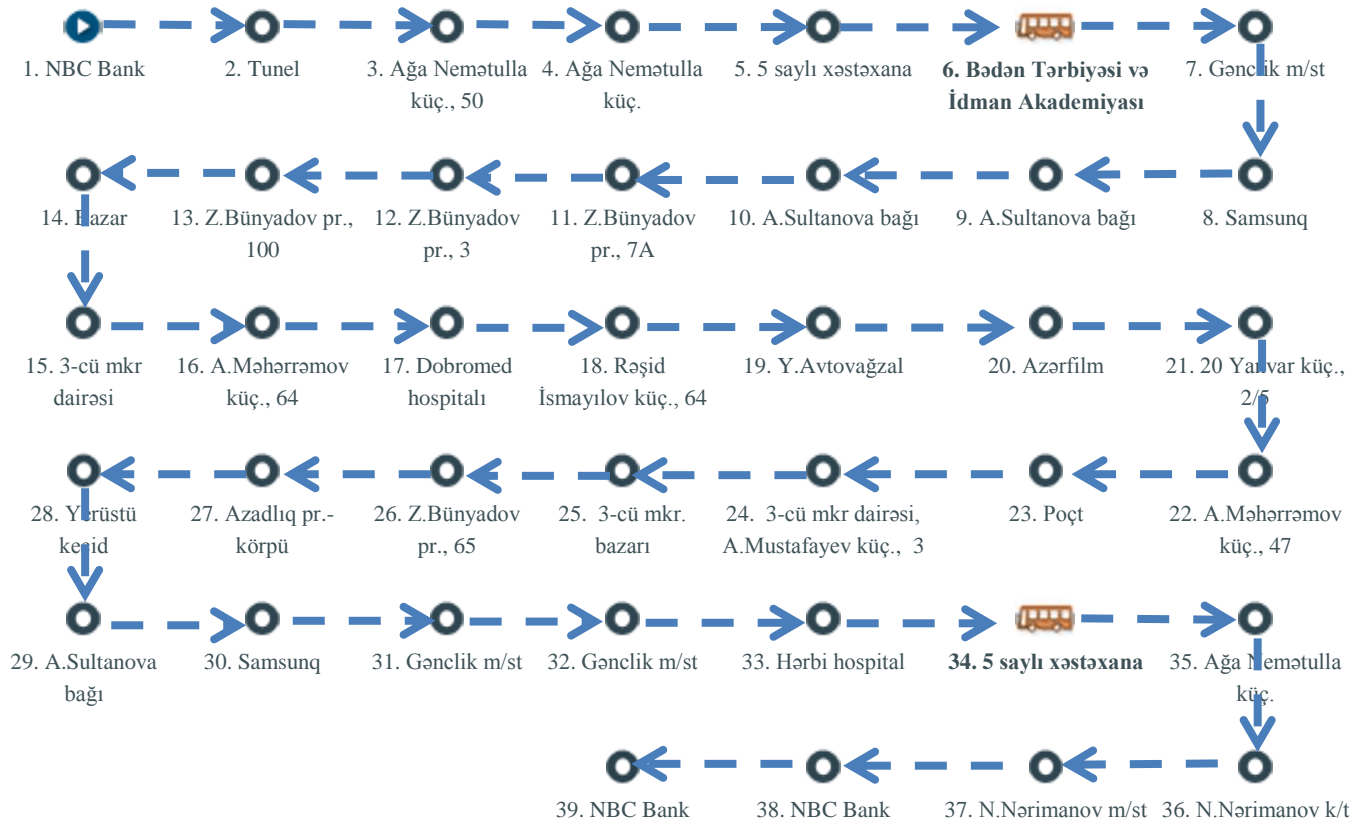 1. NBC Bank
2. Tunel
3. Ağa Nemətulla
küç., 50
4. Ağa Nemətulla
küç.
5. 5 saylı xəstəxana
6. Bədən Tərbiyəsi və
İdman Akademiyası
7. Gənclik m/st
14. Bazar
13. Z.Bünyadov pr.,
100
12. Z.Bünyadov
pr., 3
11. Z.Bünyadov
pr., 7A
10. A.Sultanova bağı
9. A.Sultanova bağı
8. Samsunq
15. 3-cü mkr
dairəsi
16. A.Məhərrəmov
küç., 64
17. Dobromed
hospitalı
18. Rəşid
İsmayılov küç., 64
19. Y.Avtovağzal
20. Azərfilm
21. 20 Yanvar küç.,
2/5
28. Yerüstü
keçid
27. Azadlıq pr.-
körpü
26. Z.Bünyadov
pr., 65
25. 3-cü mkr.
bazarı
24. 3-cü mkr dairəsi,
A.Mustafayev küç., 3
23. Poçt
22. A.Məhərrəmov
küç., 47
29. A.Sultanova
bağı
30. Samsunq
31. Gənclik m/st
32. Gənclik m/st
33. Hərbi hospital
34. 5 saylı xəstəxana
35. Ağa Nemətulla
küç.
39. NBC Bank
38. NBC Bank
37. N.Nərimanov m/st
36. N.Nərimanov k/t